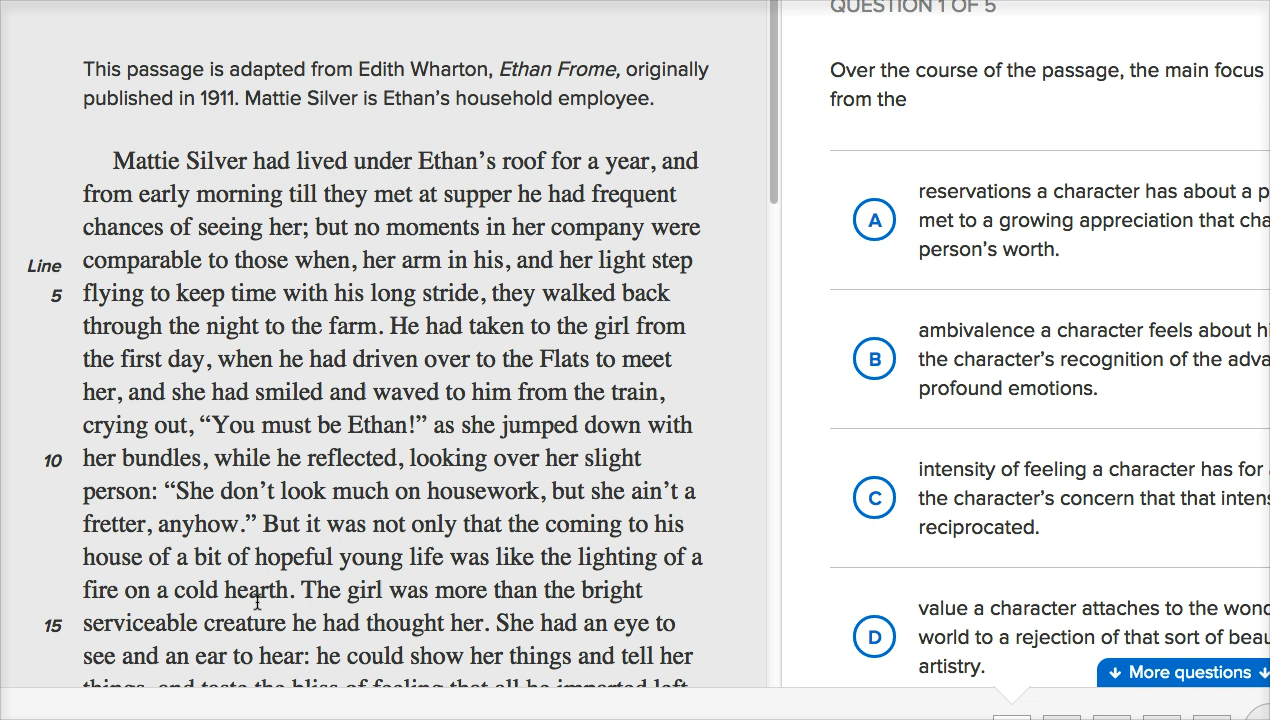 This passage is adapted from Edith Wharton, Ethan Frome, originally
published in 1911. Mattie Silver is Ethan's household employee.
Mattie Silver had lived under Ethan's roof for a year, and
from early morning till they met at supper he had frequent
chances of seeing her; but no moments in her company were
Line comparable to those when, her arm in his, and her light step
5 flying to keep time with his long stride, they walked back
through the night to the farm. He had taken to the girl from
the first day, when he had driven over to the Flats to meet
her, and she had smiled and waved to him from the train,
crying out, “You must be Ethan!” as she jumped down with
10 her bundles, while he reflected, looking over her slight
person: “She don't look much on housework, but she ain't a
fretter, anyhow.” But it was not only that the coming to his
house of a bit of hopeful young life was like the lighting of a
fire on a cold hearth. The girl was more than the bright
15 serviceable creature he had thought her. She had an eye to
see and an ear to hear: he could show her things and tell her
things, and taste the bliss of feeling that all he imparted left
QUESTION 1 OF 5
Over the course of the passage, the main focus
from the
A
reservations a character has about a
met to a growing appreciation that
person's worth.
B
ambivalence a character feels about
the character's recognition of the
profound emotions.
C
intensity of feeling a character has for
the character's concern that that
reciprocated.
D
value a character attaches to the
world to a rejection of that sort of
artistry.
More questions